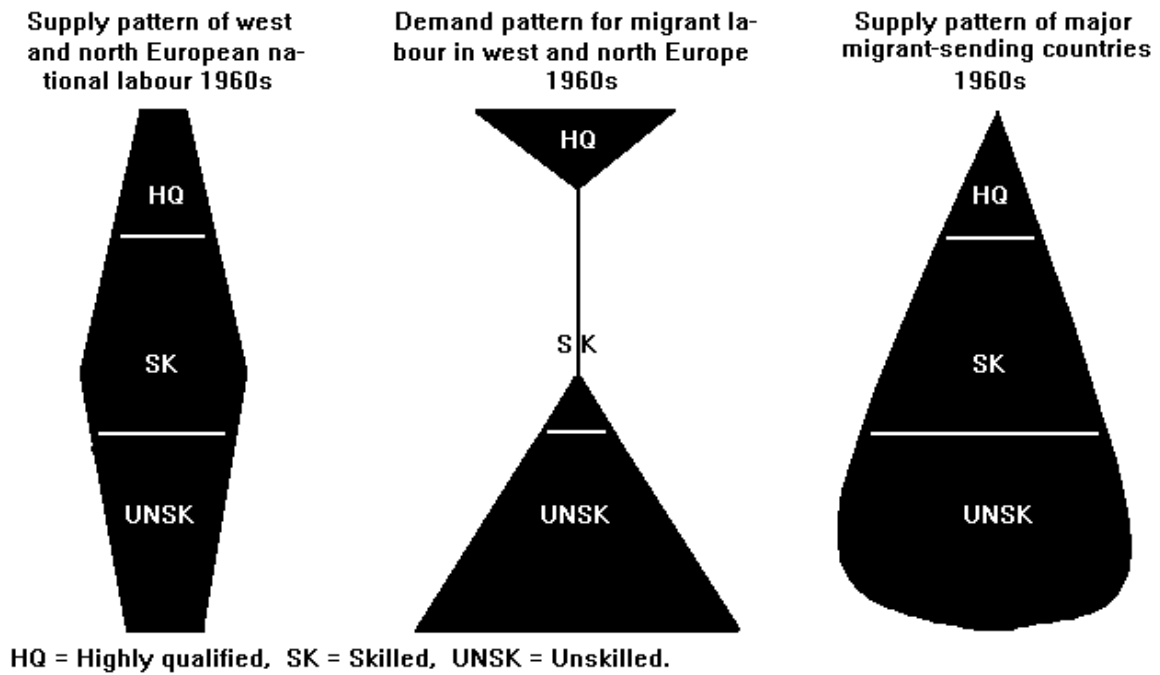 Supply pattern of west
and north European na-
tional labour 1960s
Demand pattern for migrant la-
bour in west and north Europe
1960s
Supply pattern of major
migrant-sending countries
1960s
HQ
SK
UNSK
HQ
SK
UNSK
HQ
SK
UNSK
HQ = Highly qualified, SK = Skilled, UNSK = Unskilled.